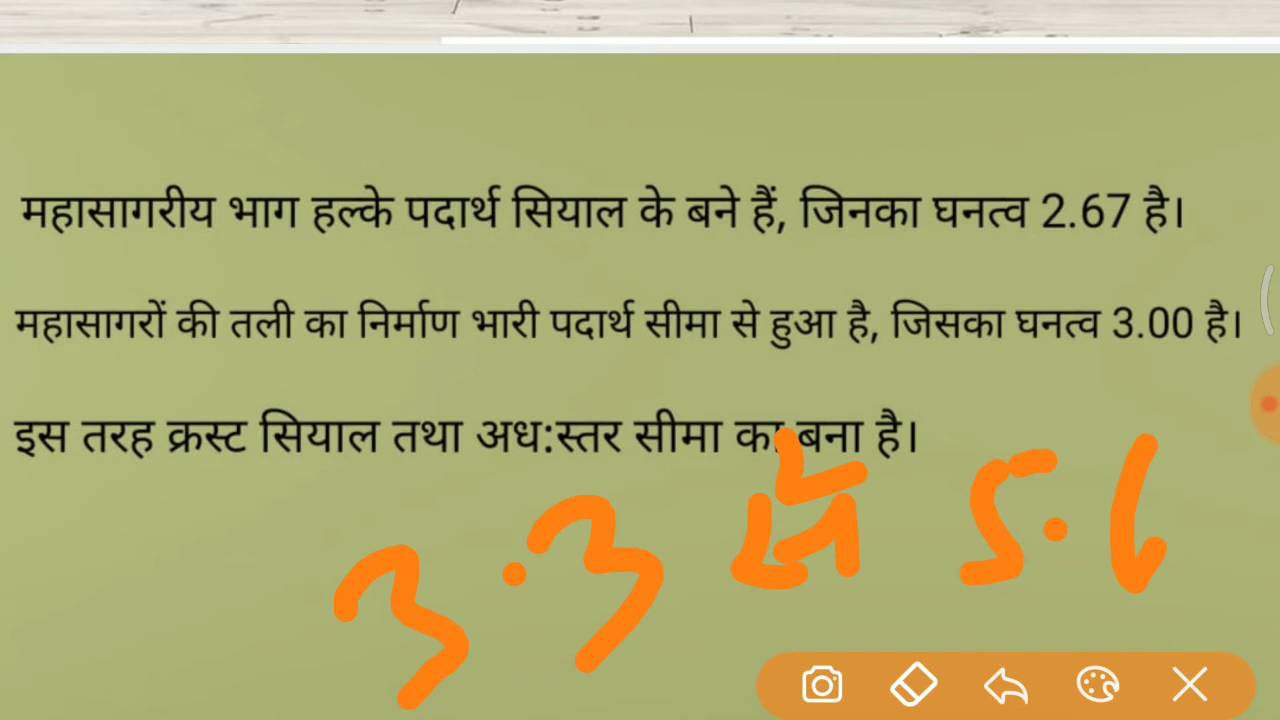 महासागरीय भाग हल्के पदार्थ सियाल के बने हैं, जिनका घनत्व 2.67 है।
महासागरों की तली का निर्माण भारी पदार्थ सीमा से हुआ है, जिसका घनत्व 3.00 है।
इस तरह क्रस्ट सियाल तथा अध:स्तर सीमा का बना है।
3.3 से 5.6